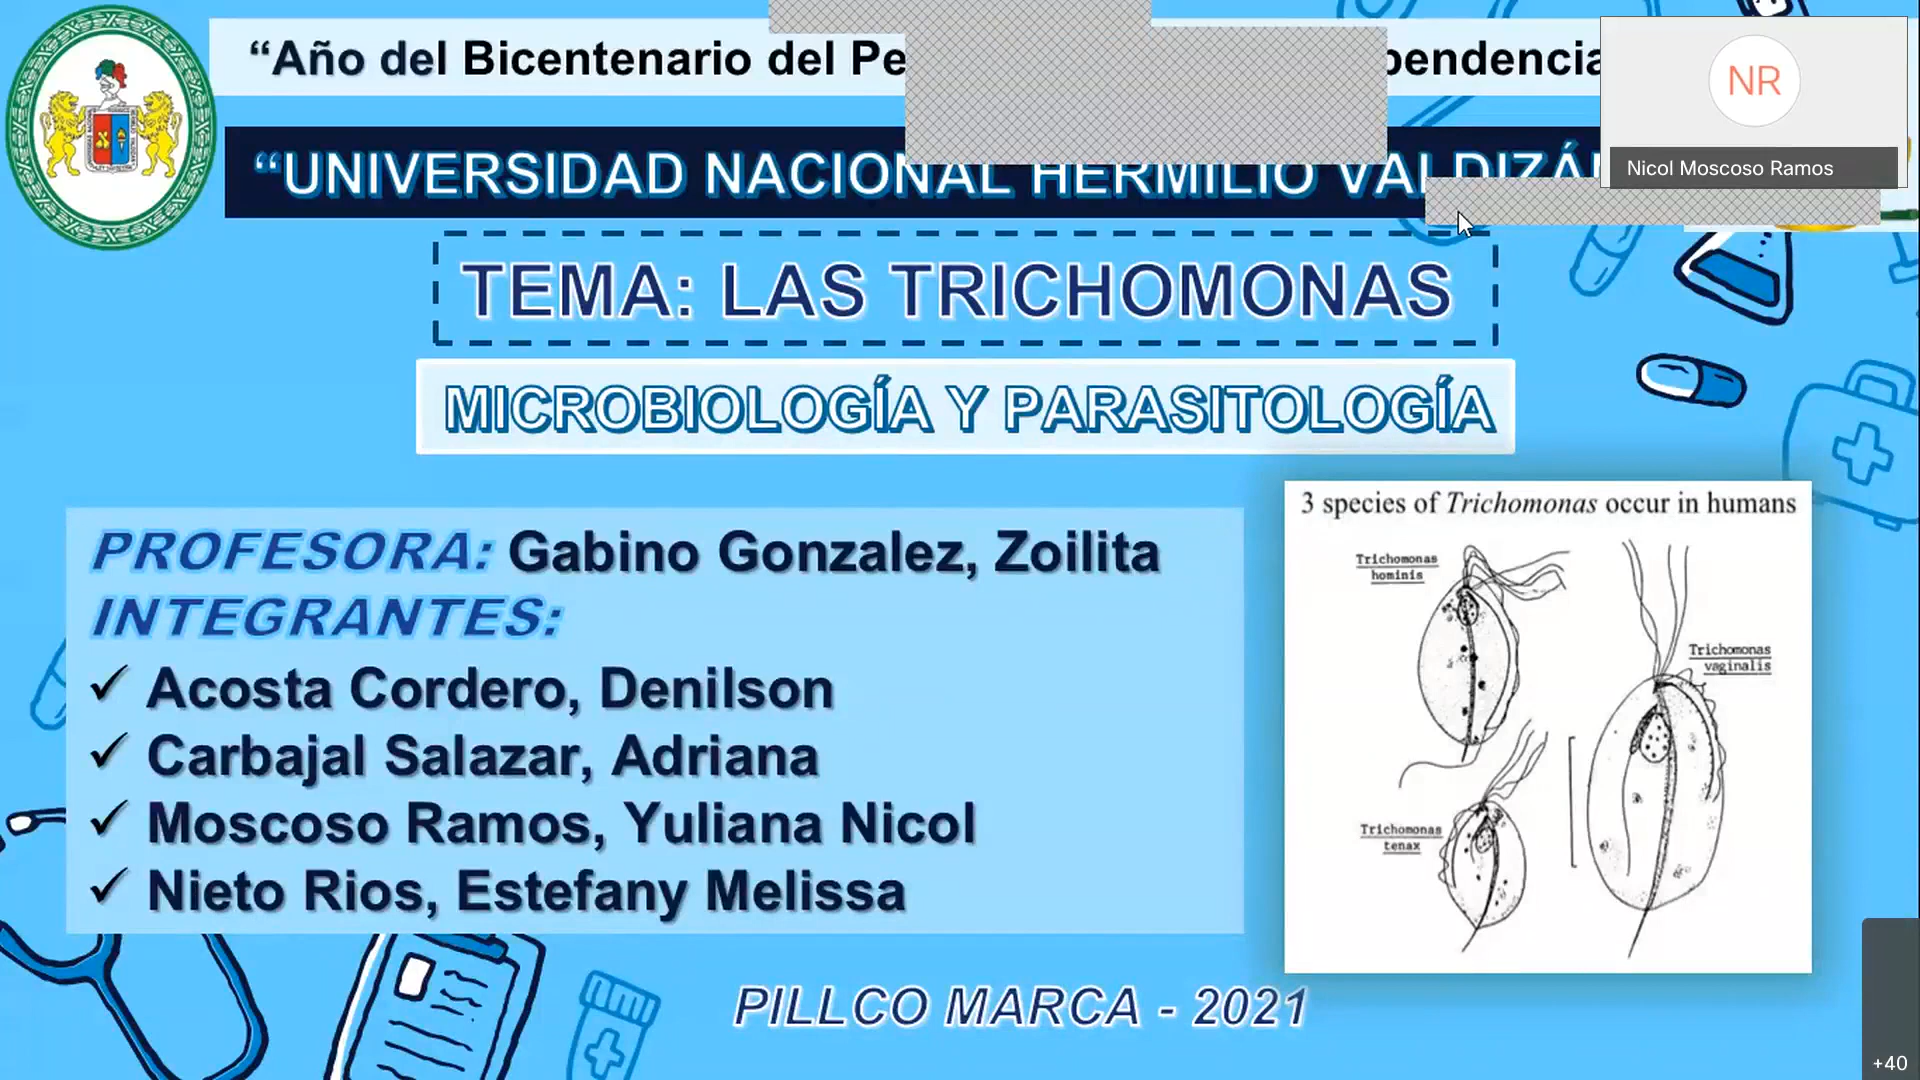 “Año del Bicentenario del Pe pendencia
“UNIVERSIDAD NACIONAL HERMILIO VALDIZÁN
NR
Nicol Moscoso Ramos
TEMA: LAS TRICHOMONAS
MICROBIOLOGÍA Y PARASITOLOGÍA
PROFESORA: Gabino Gonzalez, Zoilita
INTEGRANTES:
✓ Acosta Cordero, Denilson
✓ Carbajal Salazar, Adriana
✓ Moscoso Ramos, Yuliana Nicol
✓ Nieto Rios, Estefany Melissa
3 species of Trichomonas occur in humans
Trichomonas
hominis
Trichomonas
vaginalis
Trichomonas
tenax
PILLCO MARCA - 2021
+40